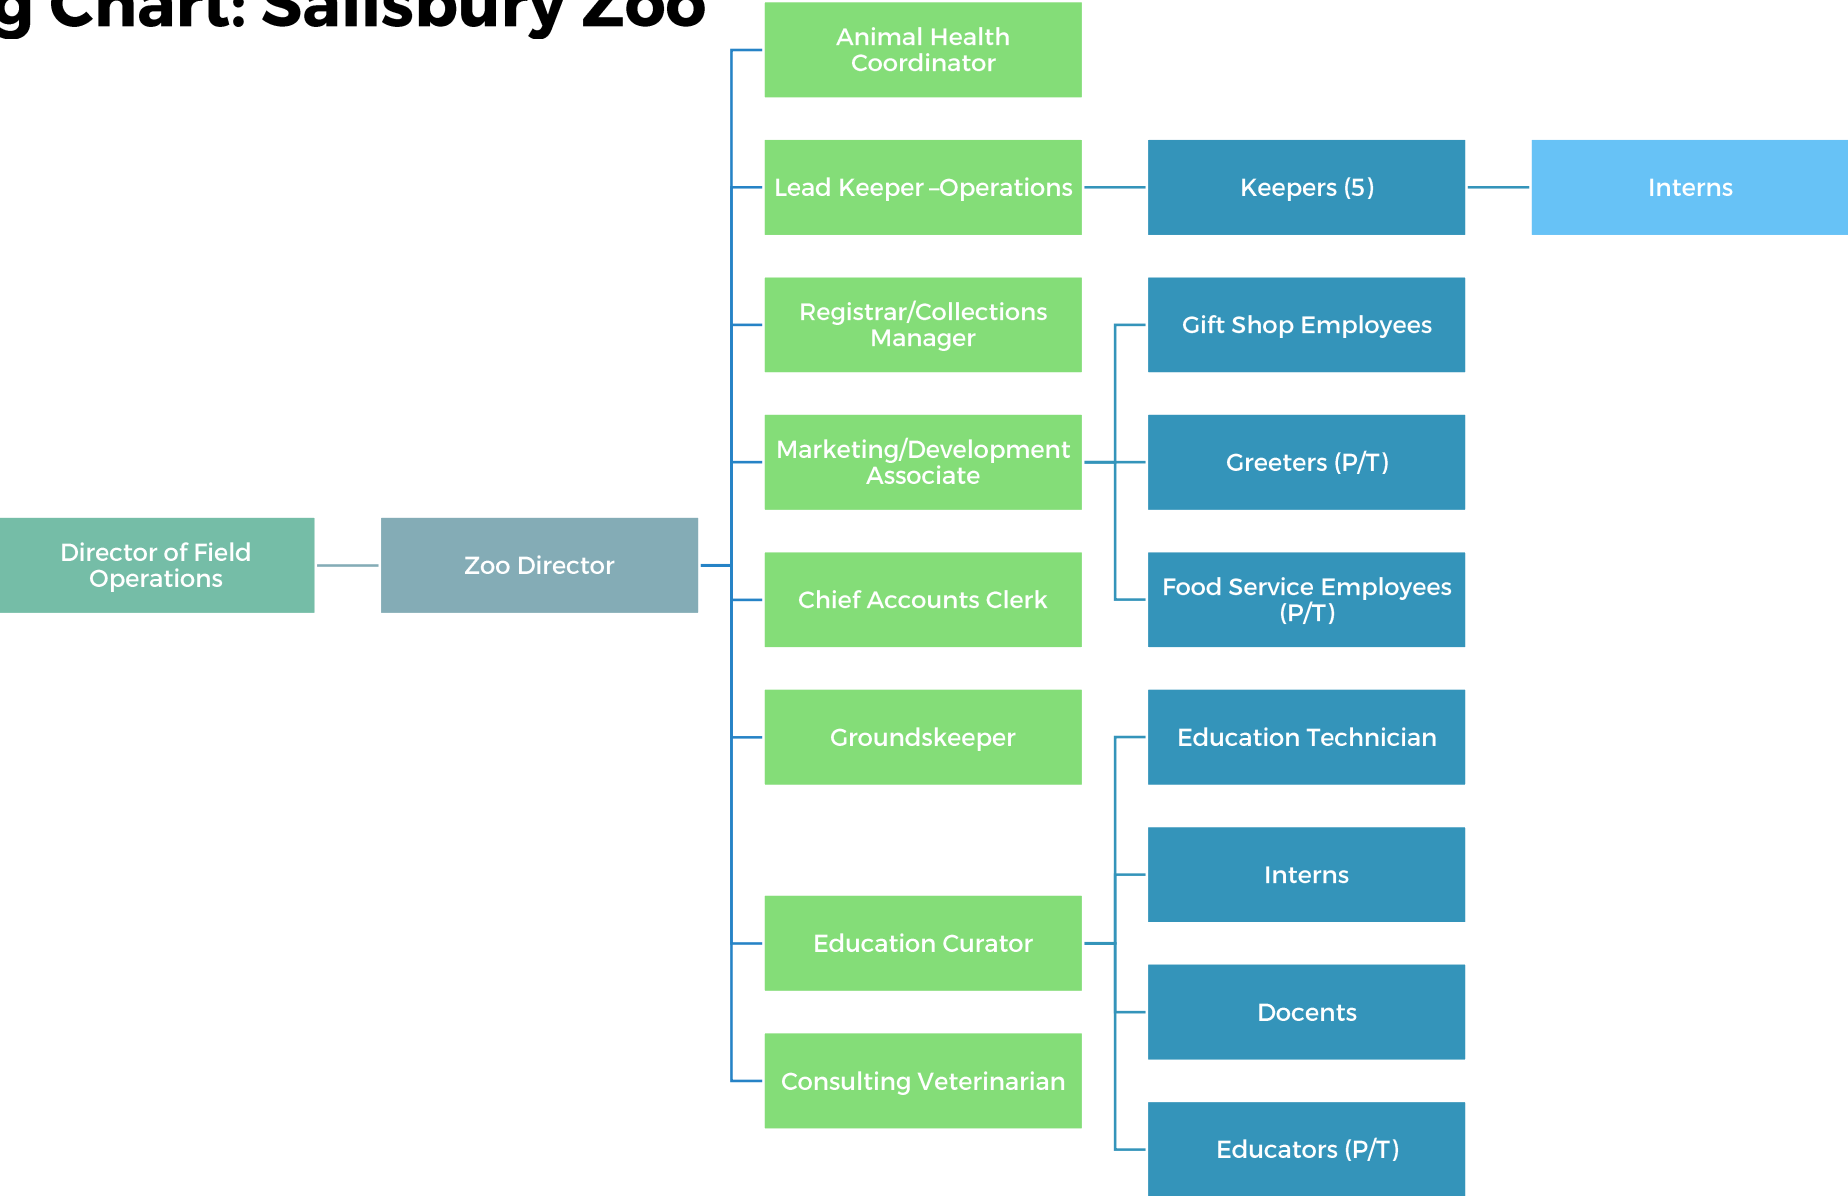 g Chart: Salisbury Zoo
Animal Health
Coordinator
Lead Keeper –Operations
Keepers (5)
Interns
Registrar/Collections
Manager
Gift Shop Employees
Marketing/Development
Associate
Greeters (P/T)
Director of Field
Operations
Zoo Director
Chief Accounts Clerk
Food Service Employees
(P/T)
Groundskeeper
Education Technician
Interns
Education Curator
Docents
Consulting Veterinarian
Educators (P/T)